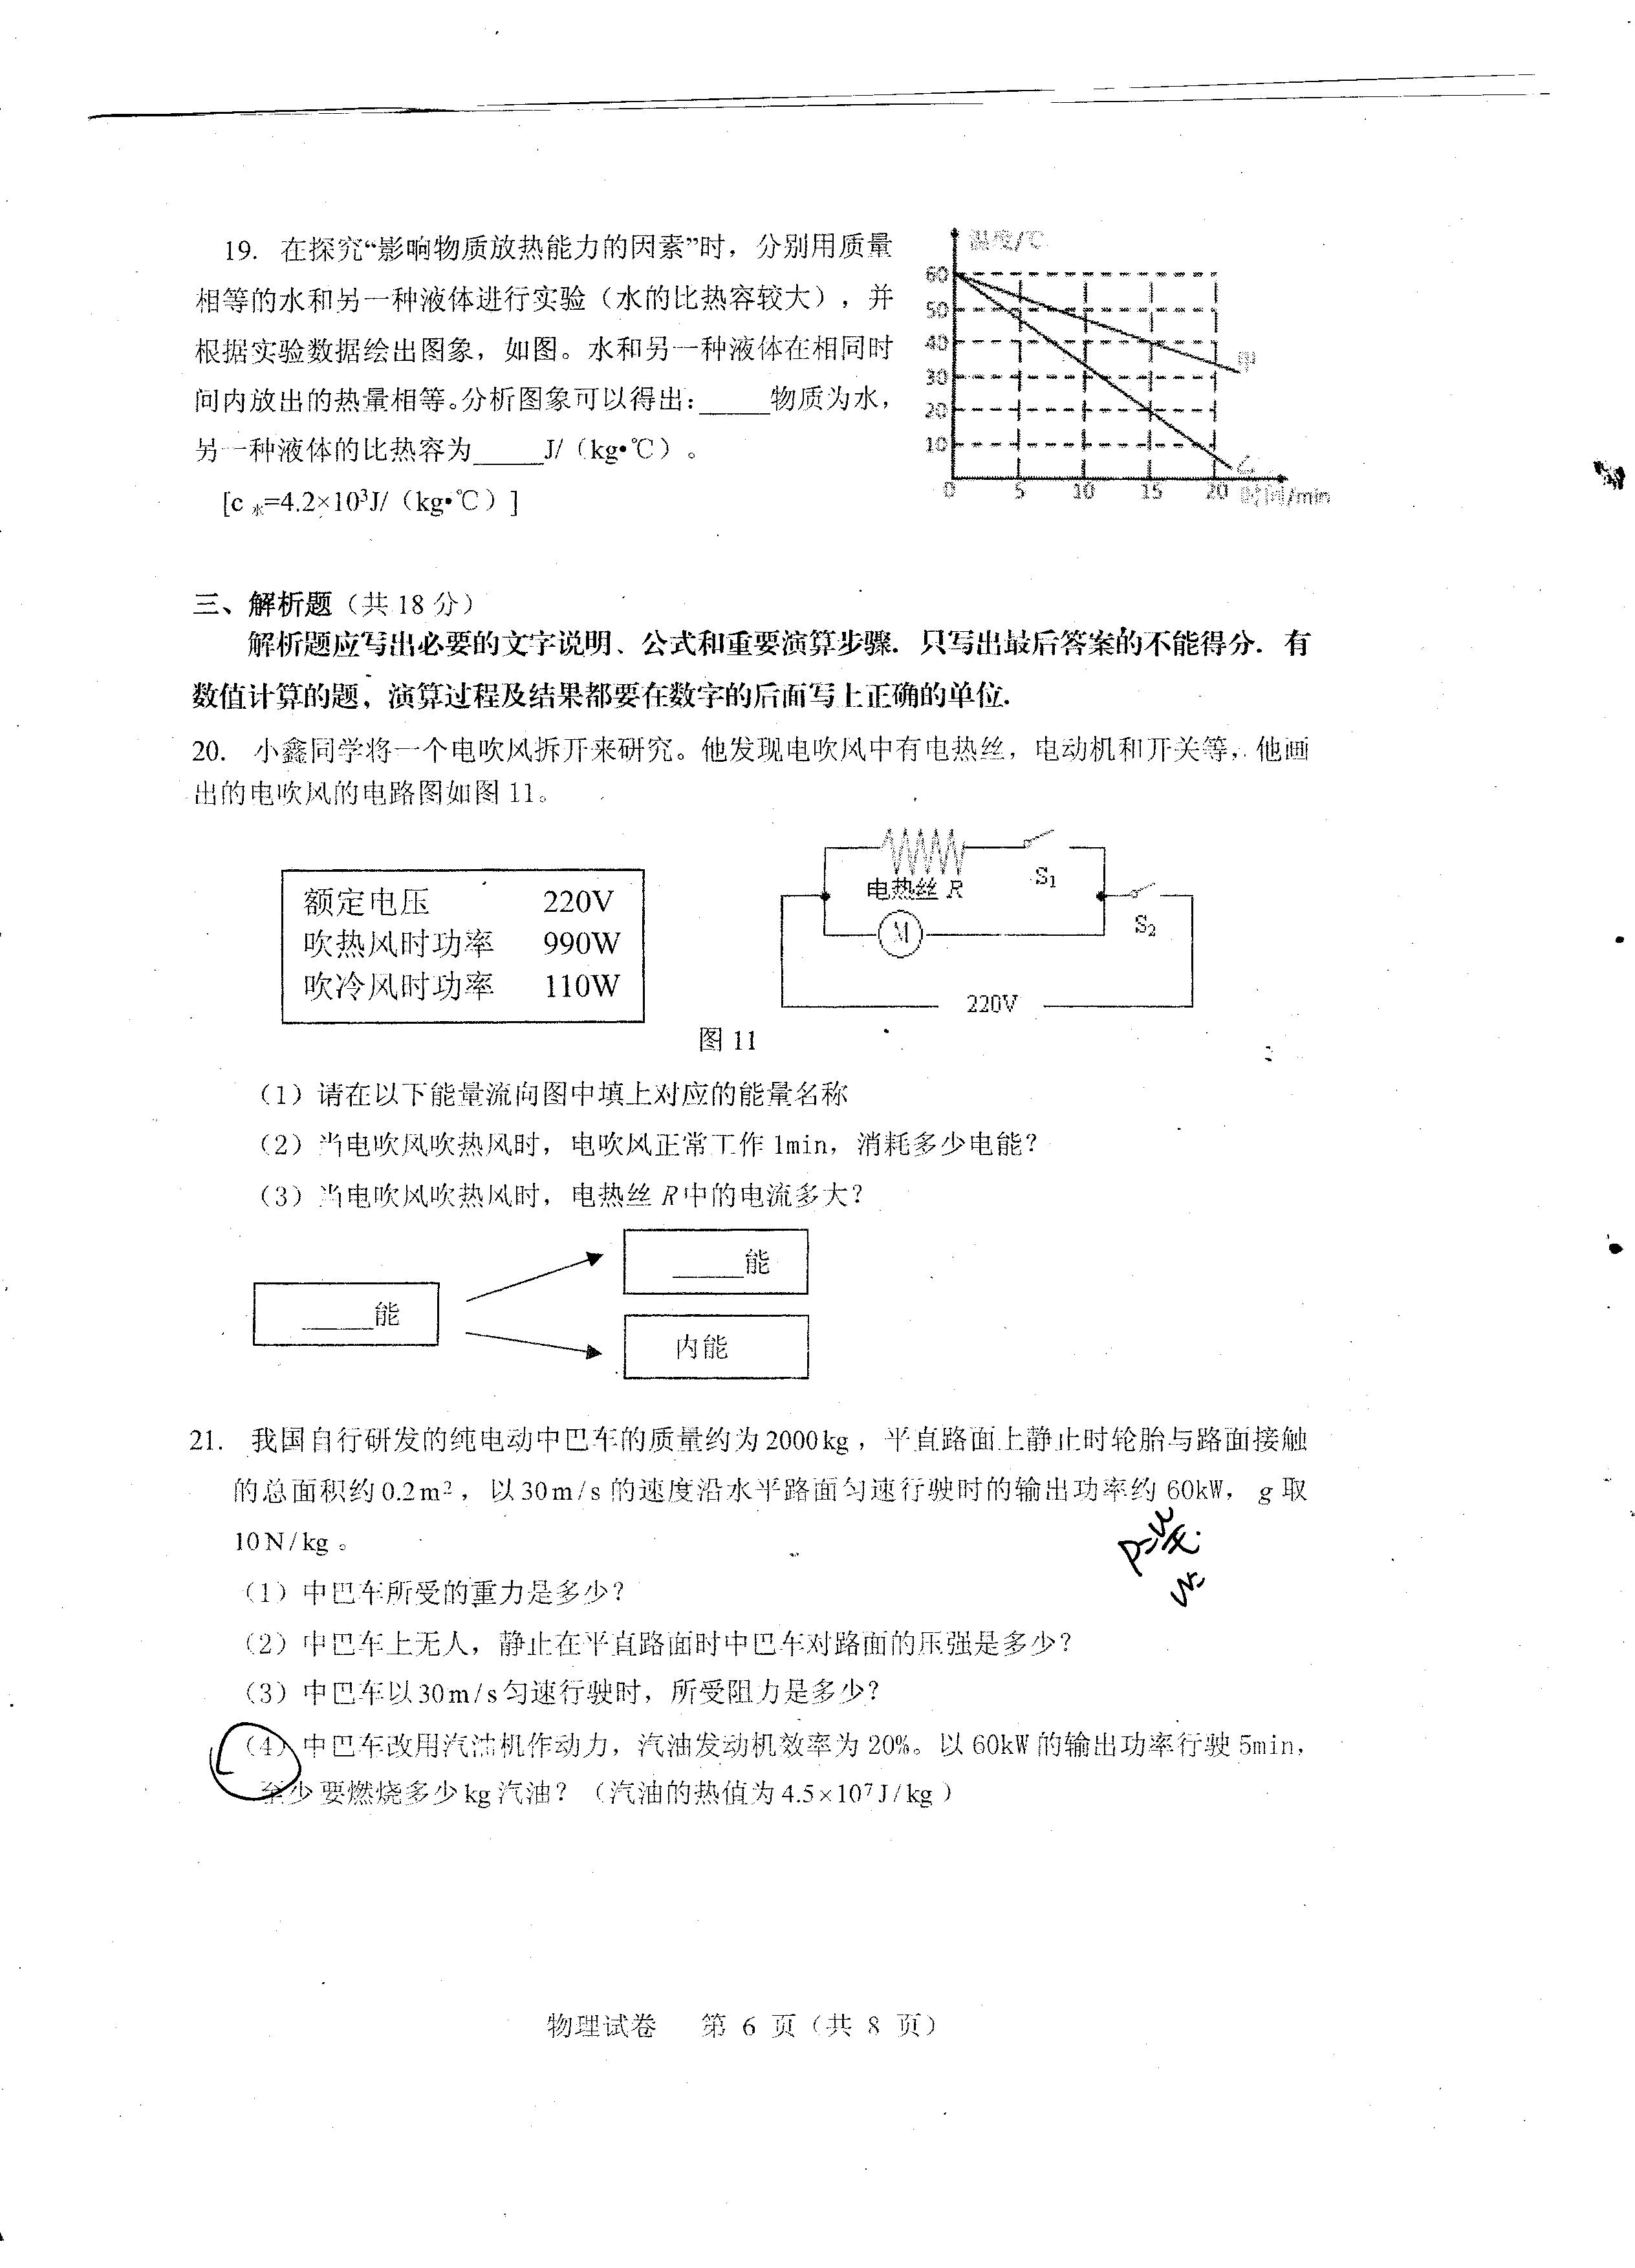 19. 在探究“影响物质放热能力的因素”时，分别用质量
相等的水和另一种液体进行实验（水的比热容较大），并
根据实验数据绘出图象，如图。水和另一种液体在相同时
间内放出的热量相等。分析图象可以得出：_____物质为水，
另一种液体的比热容为_____J/（kg•℃）。
[c 水=4.2×10³J/（kg•℃）]
温度/℃
60
50
40
30
20
10
0 5 10 15 20 时间/min
甲
乙
三、解析题（共 18 分）
解析题应写出必要的文字说明、公式和重要演算步骤．只写出最后答案的不能得分．有
数值计算的题，演算过程及结果都要在数字的后面写上正确的单位．
20. 小鑫同学将一个电吹风拆开来研究。他发现电吹风中有电热丝，电动机和开关等，他画
出的电吹风的电路图如图 11。
额定电压 220V
吹热风时功率 990W
吹冷风时功率 110W
电热丝 R
S₁
M
S₂
220V
图 11
（1）请在以下能量流向图中填上对应的能量名称
（2）当电吹风吹热风时，电吹风正常工作 1min，消耗多少电能？
（3）当电吹风吹热风时，电热丝 R 中的电流多大？
_____能
_____能
内能
21. 我国自行研发的纯电动中巴车的质量约为 2000kg，平直路面上静止时轮胎与路面接触
的总面积约 0.2m²，以 30m/s 的速度沿水平路面匀速行驶时的输出功率约 60kW，g 取
10N/kg。
（1）中巴车所受的重力是多少？
（2）中巴车上无人，静止在平直路面时中巴车对路面的压强是多少？
（3）中巴车以 30m/s 匀速行驶时，所受阻力是多少？
（4）中巴车改用汽油机作动力，汽油发动机效率为 20%。以 60kW 的输出功率行驶 5min，
至少要燃烧多少 kg 汽油？（汽油的热值为 4.5×10⁷J/kg）
物理试卷 第 6 页（共 8 页）